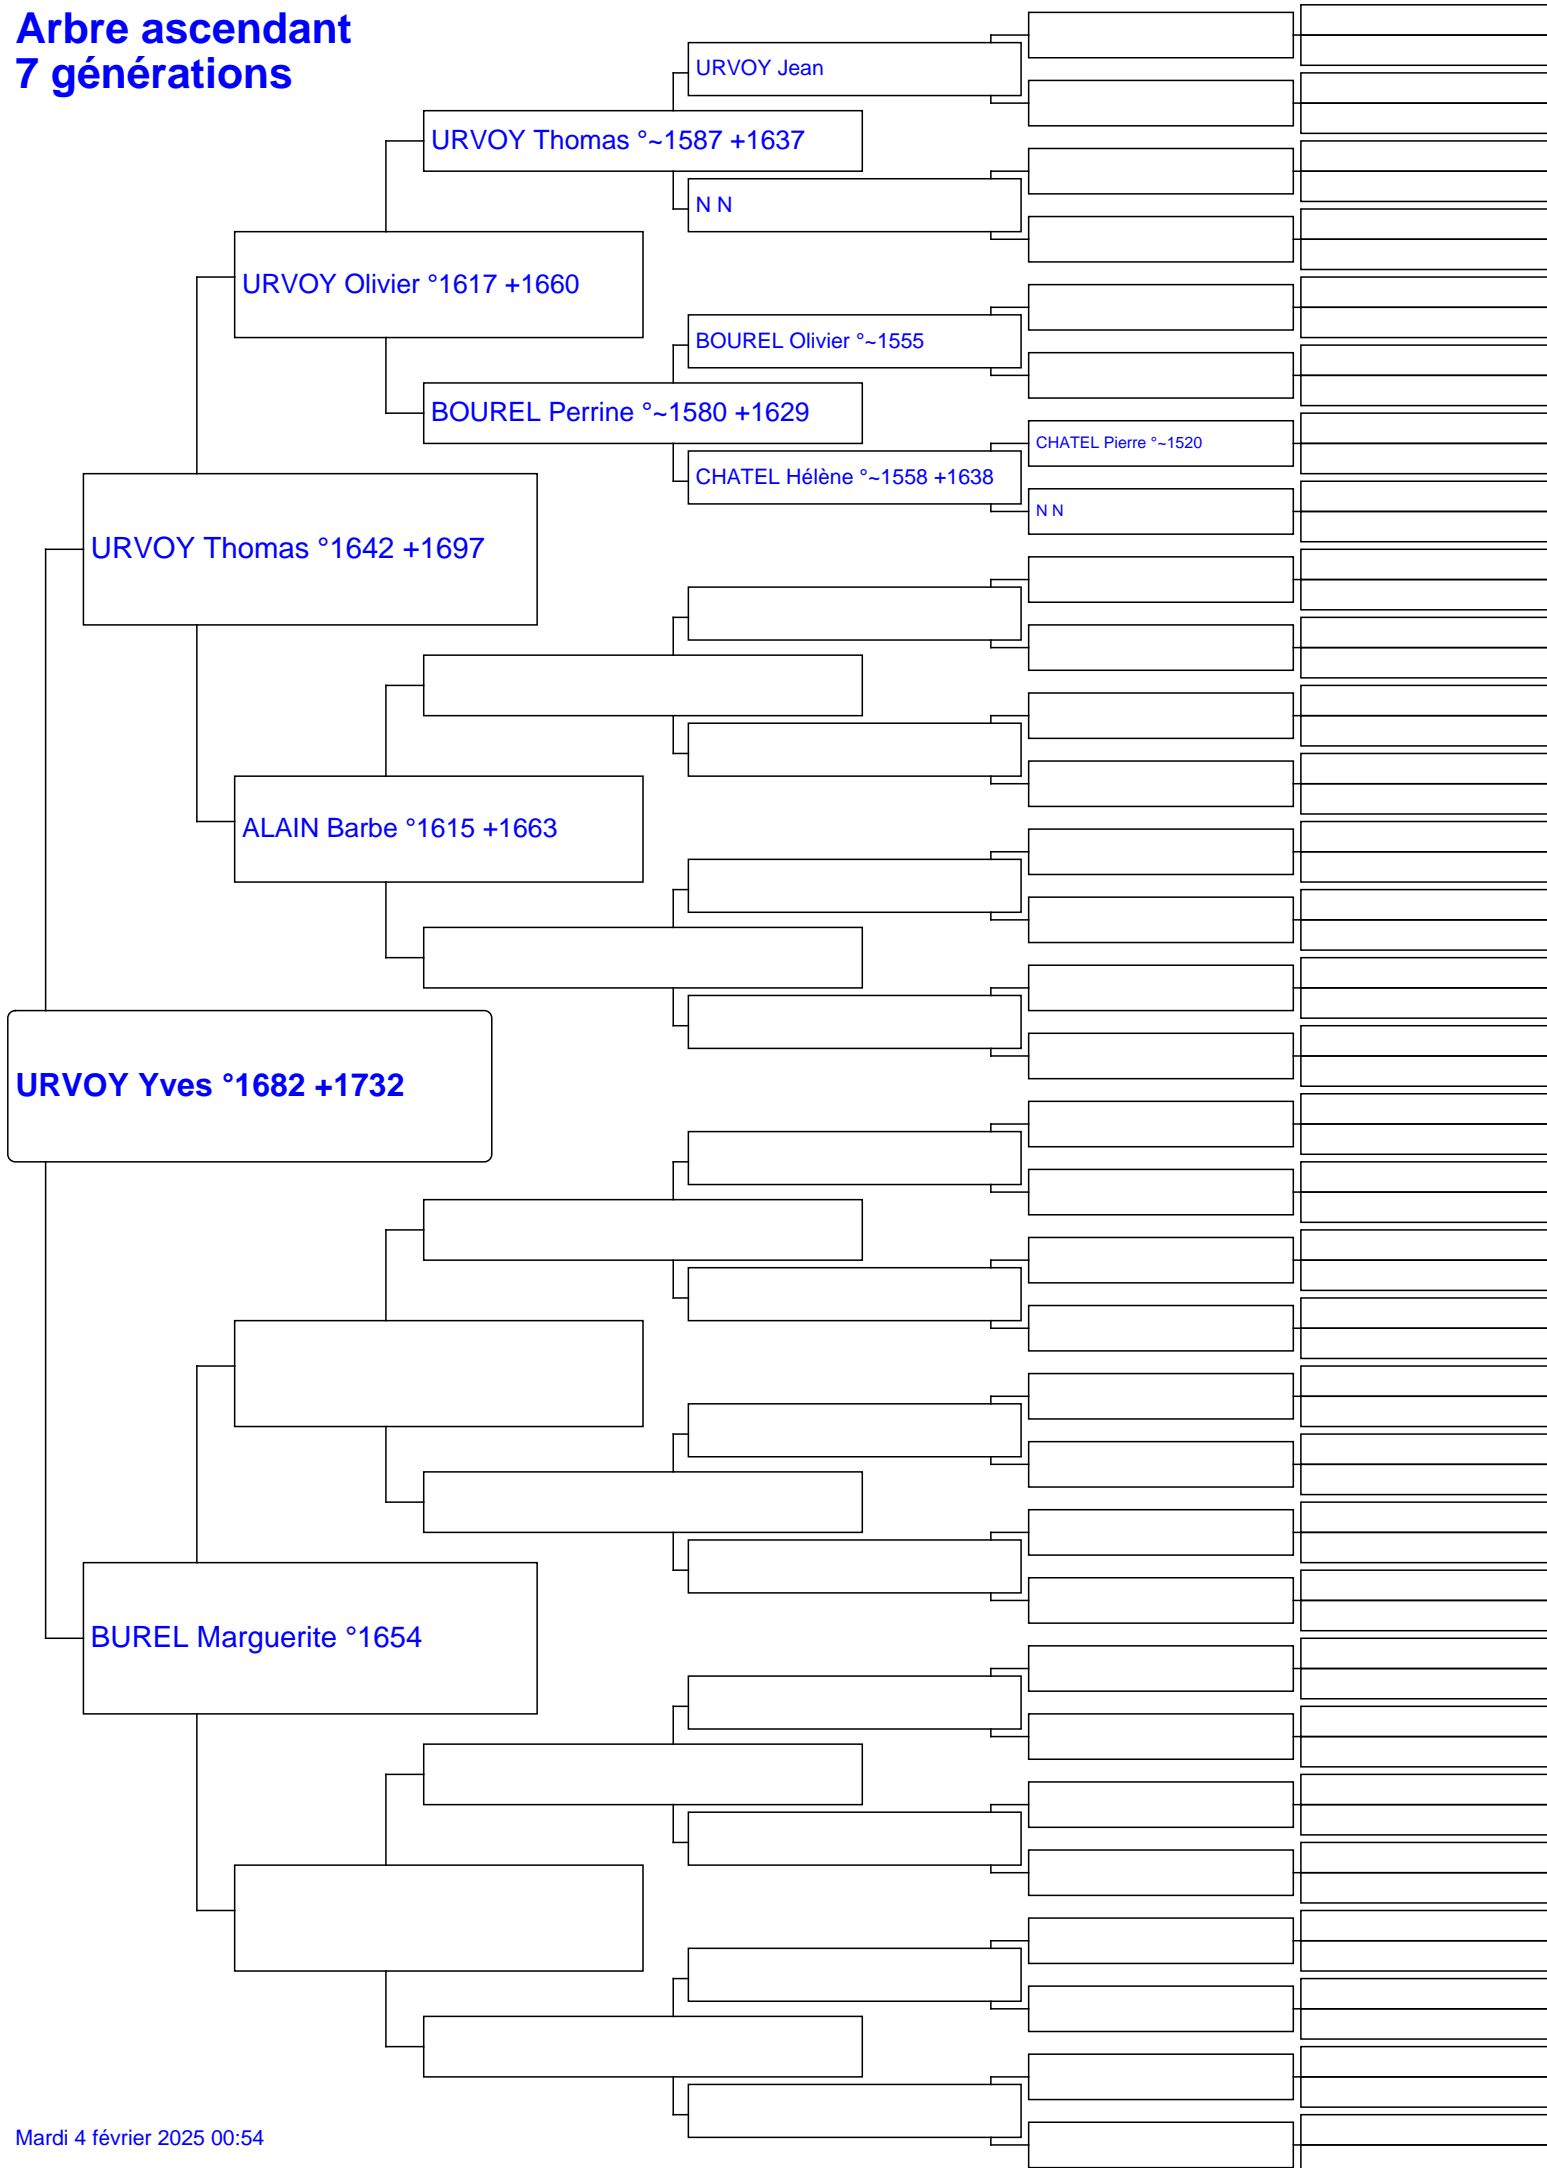 Arbre ascendant
7 générations
URVOY Jean
URVOY Thomas °~1587 +1637
N N
URVOY Olivier °1617 +1660
BOUREL Olivier °~1555
BOUREL Perrine °~1580 +1629
CHATEL Pierre °~1520
CHATEL Hélène °~1558 +1638
N N
URVOY Thomas °1642 +1697
ALAIN Barbe °1615 +1663
URVOY Yves °1682 +1732
BUREL Marguerite °1654
Mardi 4 février 2025 00:54